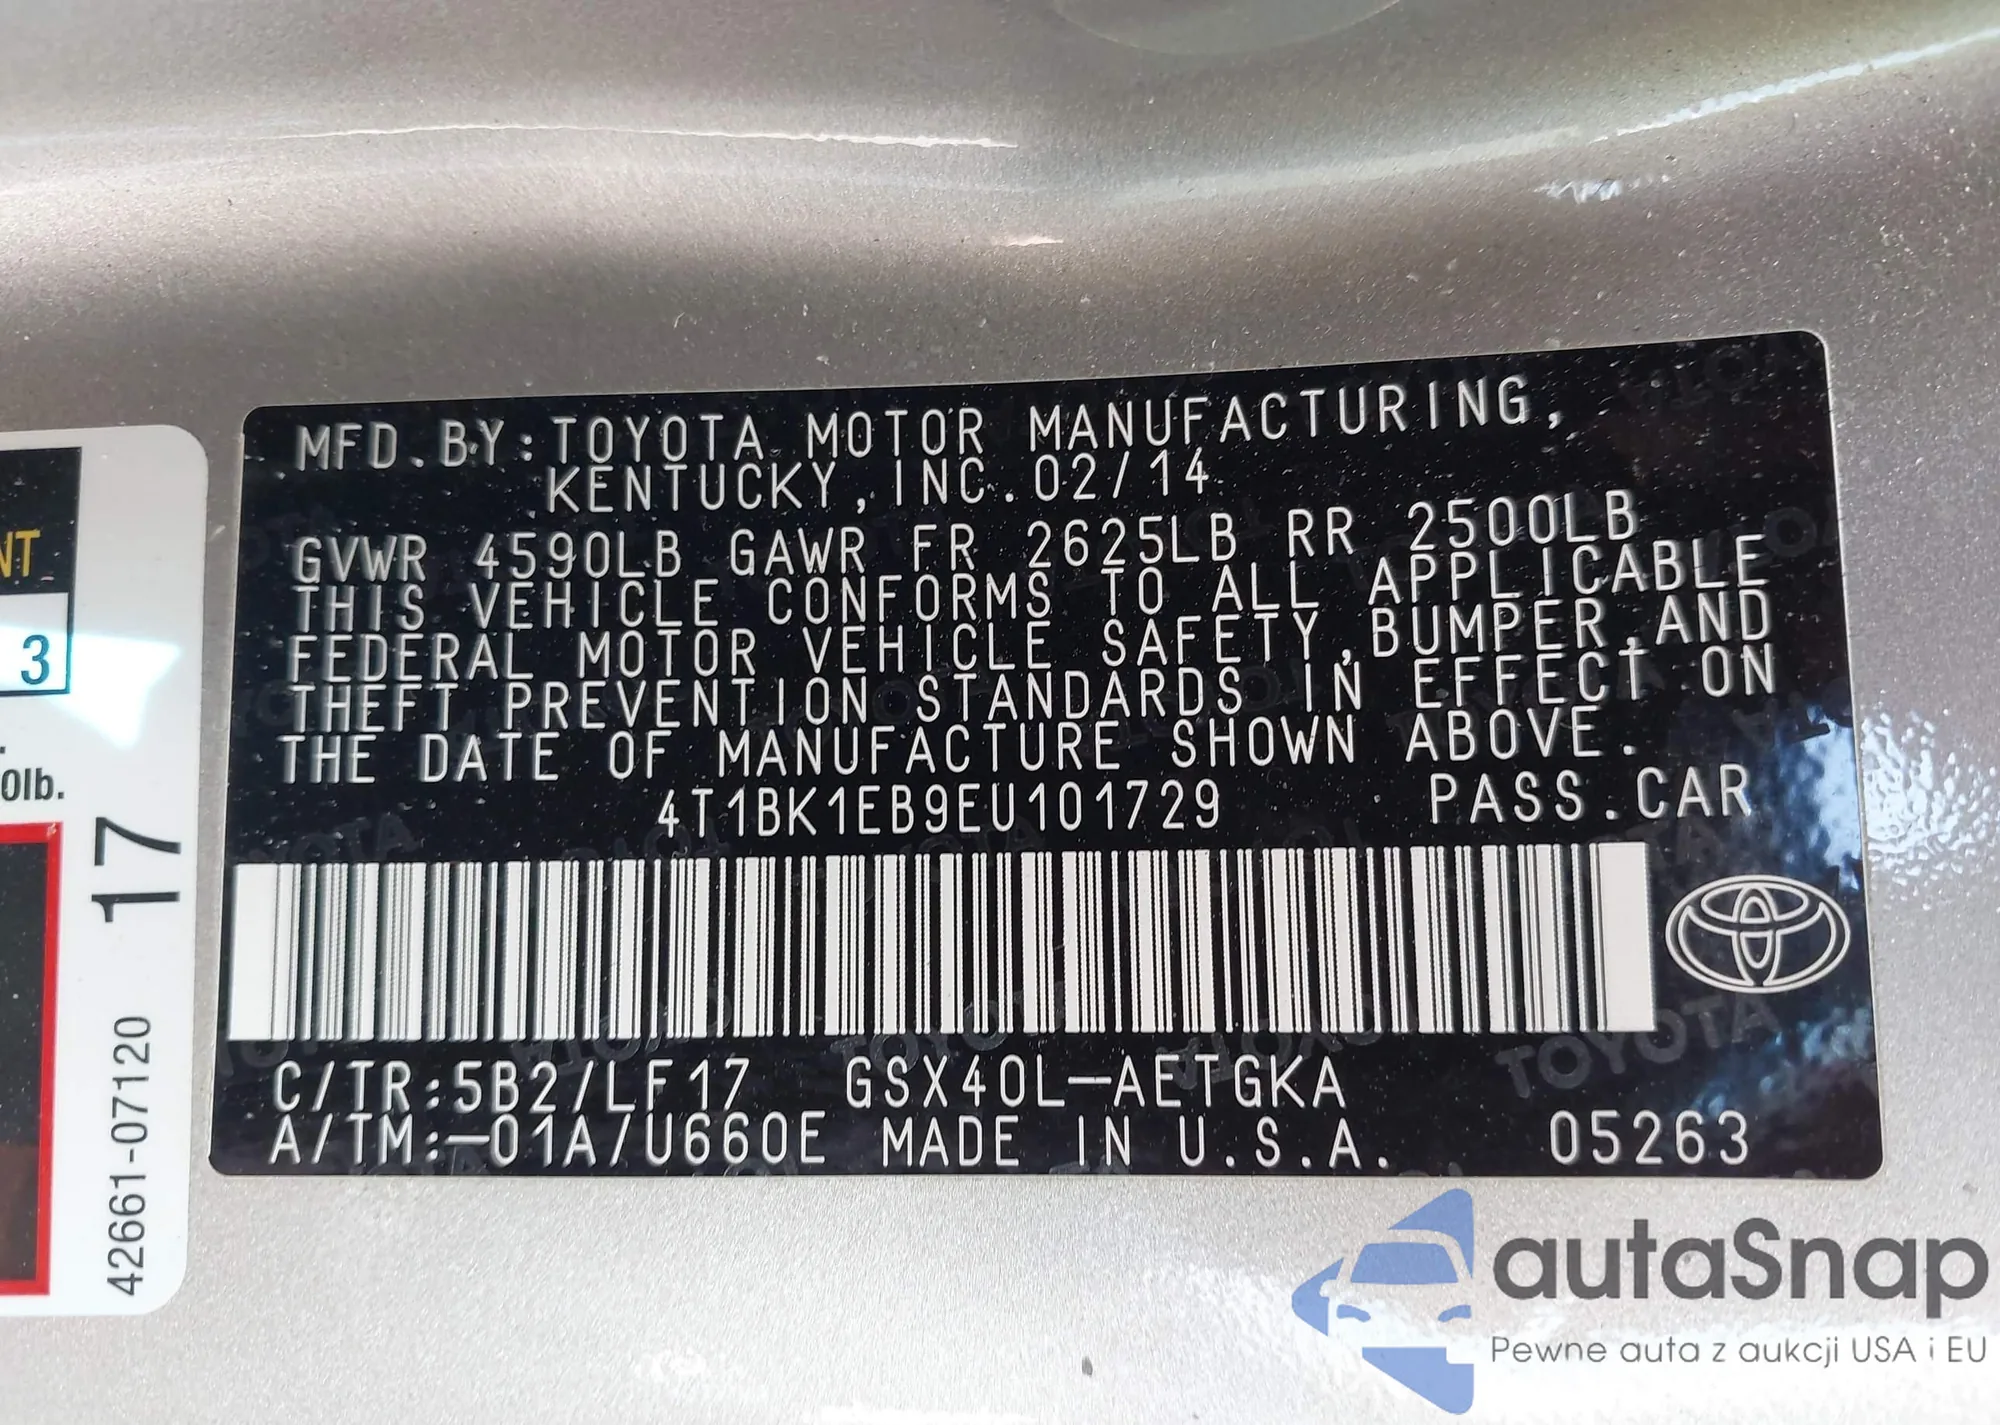 MFD.BY:TOYOTA MOTOR MANUFACTURING,
KENTUCKY,INC.02/14
GVWR 4590LB GAWR FR 2625LB RR 2500LB
THIS VEHICLE CONFORMS TO ALL APPLICABLE
FEDERAL MOTOR VEHICLE SAFETY,BUMPER,AND
THEFT PREVENTION STANDARDS IN EFFECT ON
THE DATE OF MANUFACTURE SHOWN ABOVE.
4T1BK1EB9EU101729 PASS.CAR
C/TR:5B2/LF17 GSX40L-AETGKA
A/TM:-01A/U660E MADE IN U.S.A. 05263
NT
3
0lb.
17
42661-07120
autaSnap
Pewne auta z aukcji USA i EU